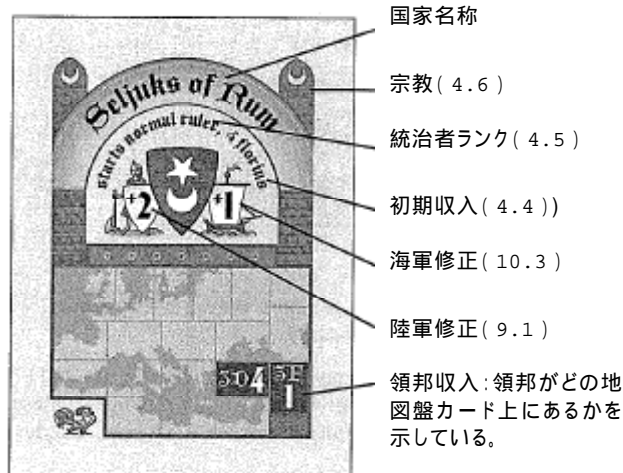 国家名称
宗教( 4.6 )
統治者ランク( 4.5 )
初期収入( 4.4 ))
海軍修正( 10.3 )
陸軍修正( 9.1 )
領邦収入:領邦がどの地
図盤カード上にあるかを
示している。
Seljuks of Rum
starts normal ruler, 5 florins
+2
+1
5D4
5F
1